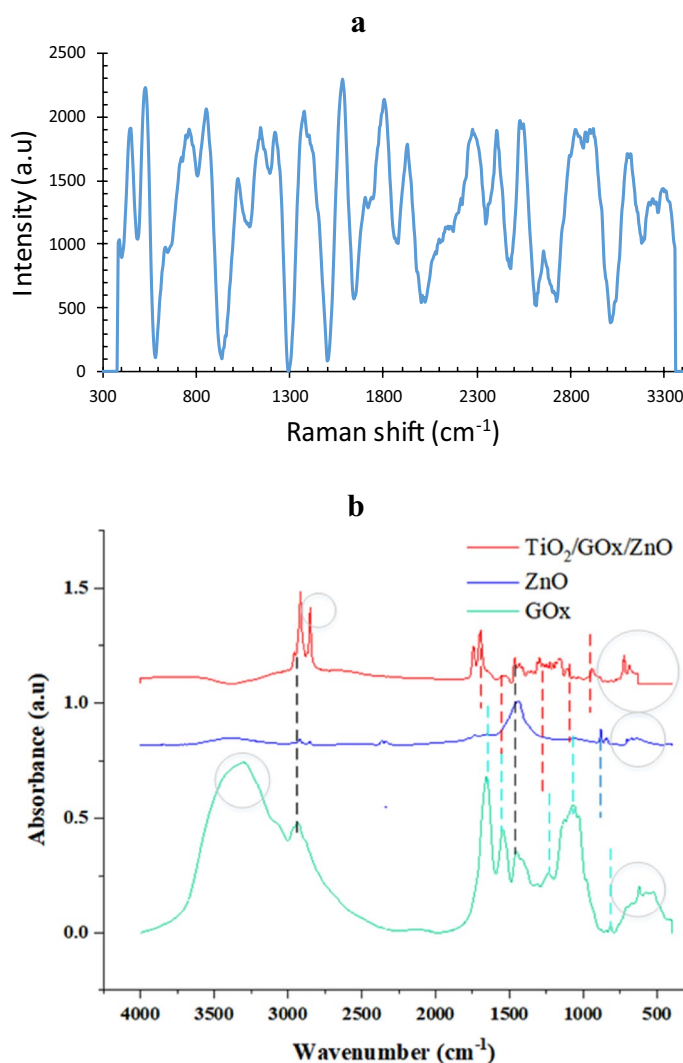 a
2500
2000
1500
1000
500
0
Intensity (a.u)
300 800 1300 1800 2300 2800 3300
Raman shift (cm⁻¹)
b
TiO₂/GOx/ZnO
ZnO
GOx
1.5
1.0
0.5
0.0
Absorbance (a.u)
4000 3500 3000 2500 2000 1500 1000 500
Wavenumber (cm⁻¹)